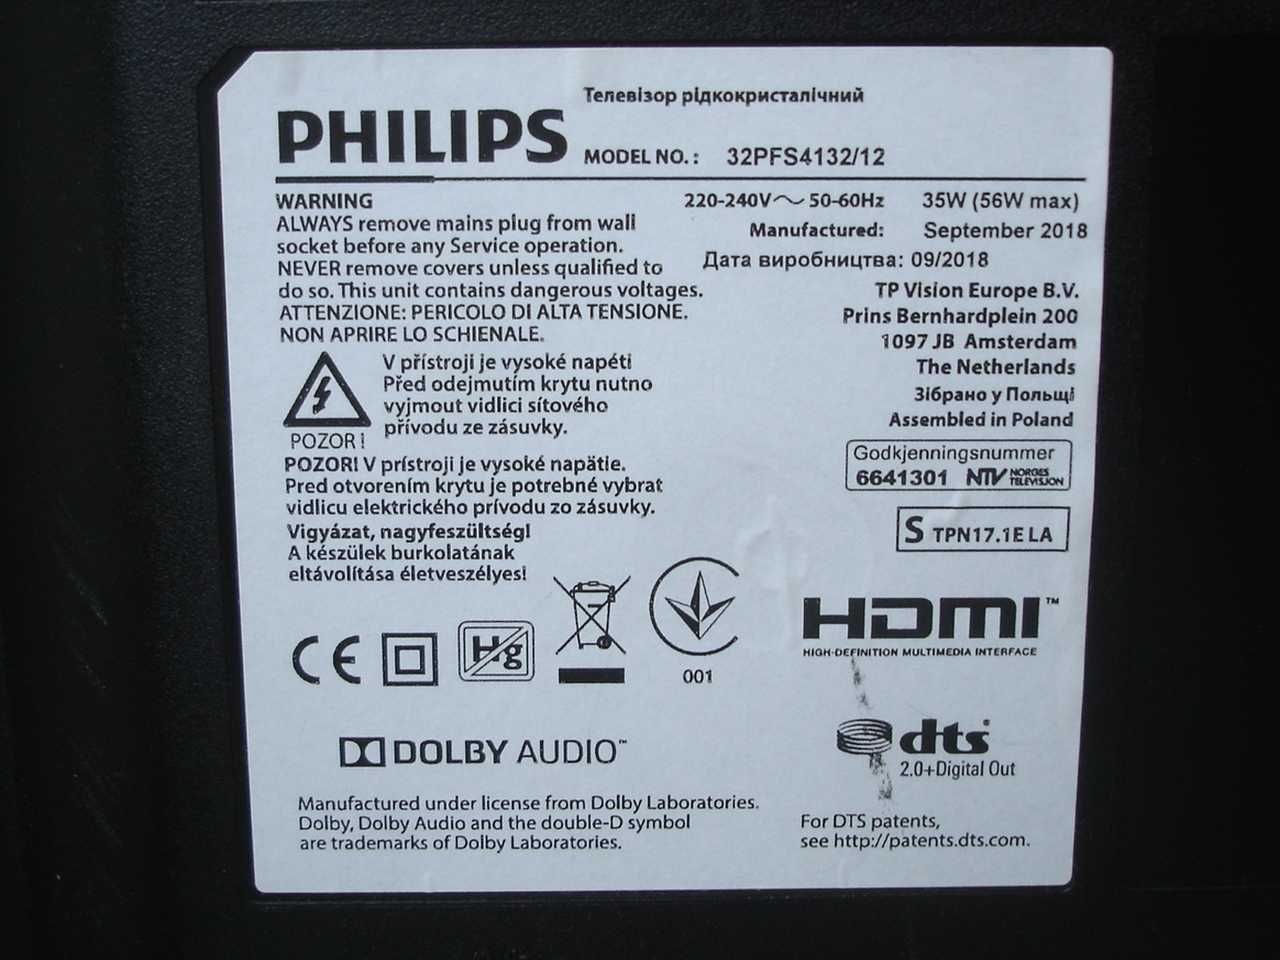 Телевізор рідкокристалічний
PHILIPS
MODEL NO.: 32PFS4132/12
WARNING
ALWAYS remove mains plug from wall
socket before any Service operation.
NEVER remove covers unless qualified to
do so. This unit contains dangerous voltages.
ATTENZIONE: PERICOLO DI ALTA TENSIONE.
NON APRIRE LO SCHIENALE.
V přístroji je vysoké napětí
Před odejmutím krytu nutno
vyjmout vidlici síťového
přívodu ze zásuvky.
POZOR!
POZOR! V prístroji je vysoké napätie.
Pred otvorením krytu je potrebné vybrat
vidlicu elektrického prívodu zo zásuvky.
Vigyázat, nagyfeszültség!
A készülek burkolatának
eltávolítása életveszélyes!
220-240V～ 50-60Hz 35W (56W max)
Manufactured: September 2018
Дата виробництва: 09/2018
TP Vision Europe B.V.
Prins Bernhardplein 200
1097 JB Amsterdam
The Netherlands
Зібрано у Польщі
Assembled in Poland
Godkjenningsnummer
6641301 NTV NORGES TELEVISJON
S TPN17.1E LA
CE
Hg
001
HDMI™
HIGH-DEFINITION MULTIMEDIA INTERFACE
DOLBY AUDIO™
dts®
2.0+Digital Out
Manufactured under license from Dolby Laboratories.
Dolby, Dolby Audio and the double-D symbol
are trademarks of Dolby Laboratories.
For DTS patents,
see http://patents.dts.com.